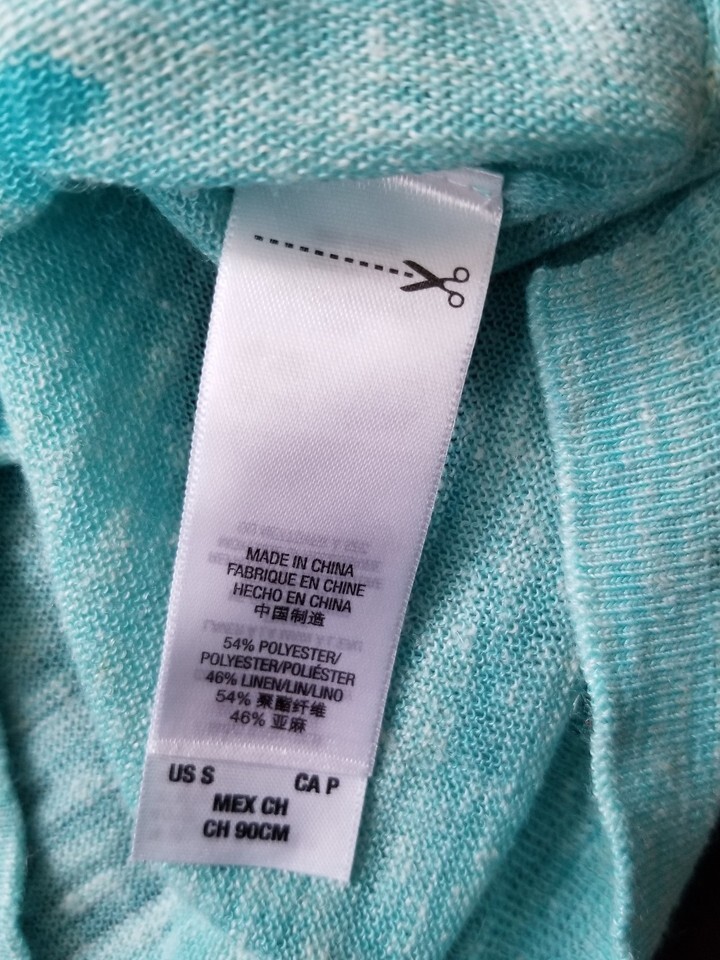 MADE IN CHINA
FABRIQUE EN CHINE
HECHO EN CHINA
中国制造
54% POLYESTER/
POLYESTER/POLIÉSTER
46% LINEN/LIN/LINO
54% 聚酯纤维
46% 亚麻
US S CA P
MEX CH
CH 90CM